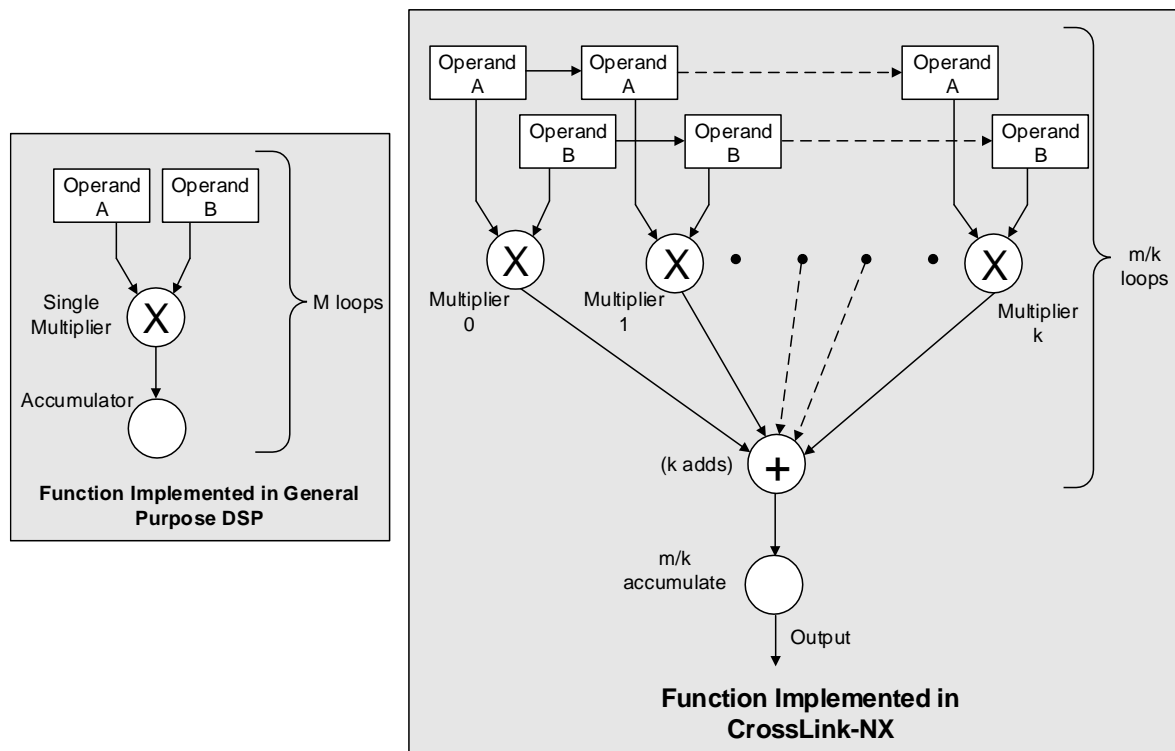 Operand
A
Operand
B
Single
Multiplier
X
M loops
Accumulator
Function Implemented in General
Purpose DSP
Operand
A
Operand
A
Operand
A
Operand
B
Operand
B
Operand
B
X
X
X
Multiplier
0
Multiplier
1
Multiplier
k
m/k
loops
(k adds)
+
m/k
accumulate
Output
Function Implemented in
CrossLink-NX